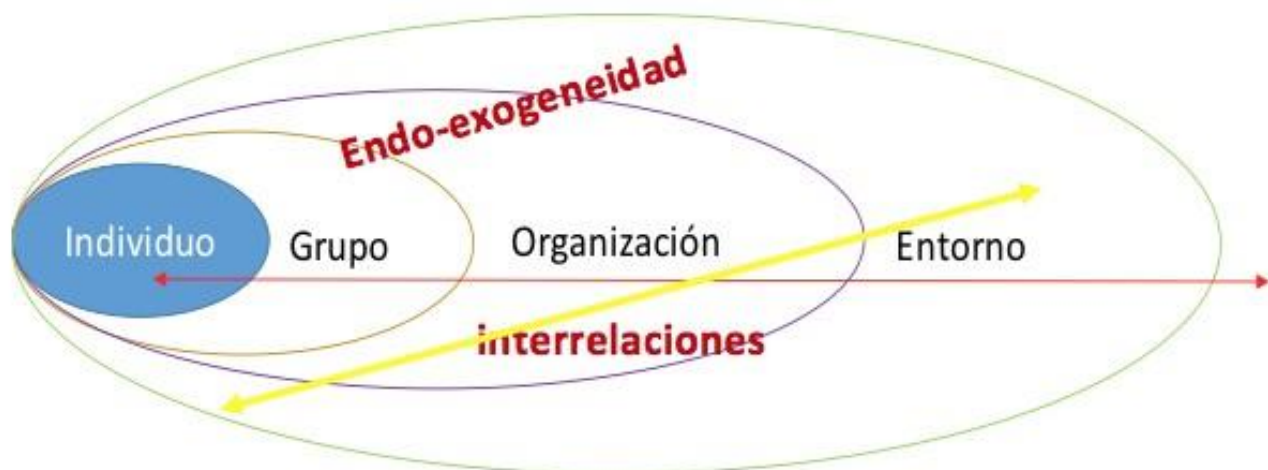 Endo-exogeneidad
Individuo
Grupo
Organización
Entorno
interrelaciones